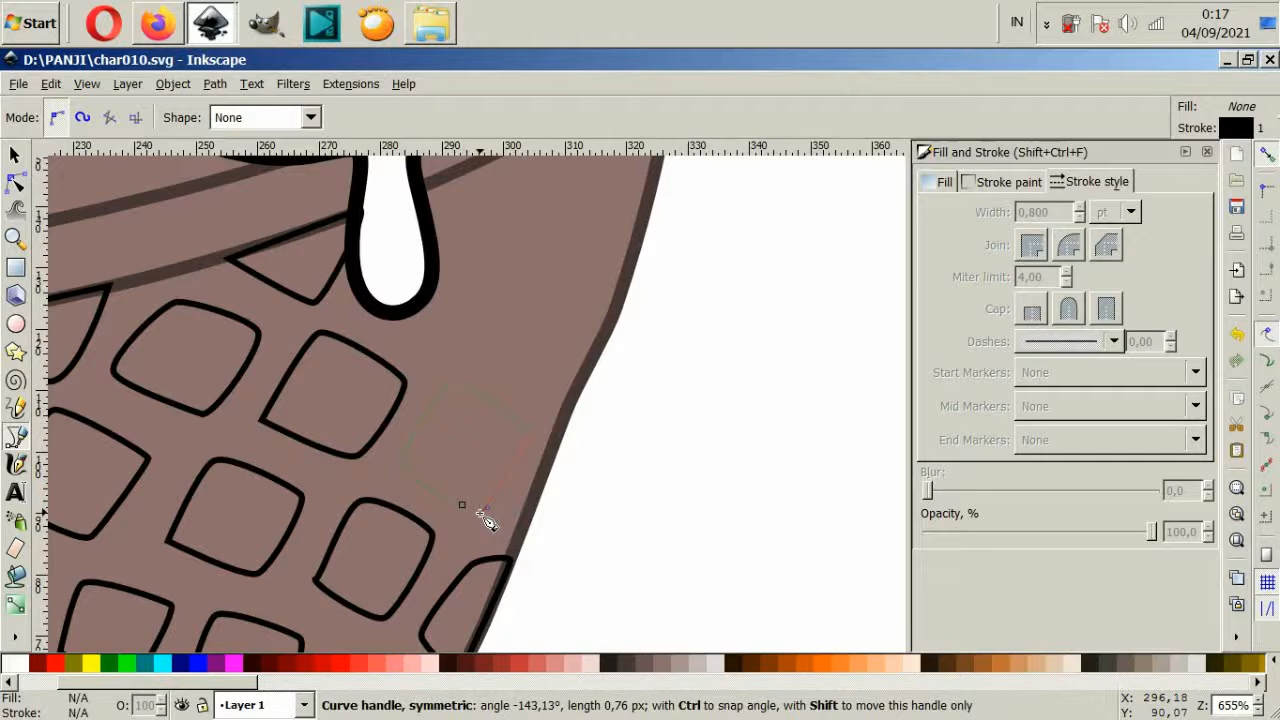 Start
IN
0:17
04/09/2021
D:\PANJI\char010.svg - Inkscape
File Edit View Layer Object Path Text Filters Extensions Help
Mode: Shape: None
Fill: None
Stroke: 1
230 240 250 260 270 280 290 300 310 320 330 340 350 360
Fill and Stroke (Shift+Ctrl+F)
Fill Stroke paint Stroke style
Width: 0,800 pt
Join:
Miter limit: 4,00
Cap:
Dashes: 0,00
Start Markers: None
Mid Markers: None
End Markers: None
Blur:
0,0
Opacity, %
100,0
Fill: N/A
Stroke: N/A
O: 100
Layer 1
Curve handle, symmetric: angle -143,13°, length 0,76 px; with Ctrl to snap angle, with Shift to move this handle only
X: 296,18
Y: 90,07
Z: 655%